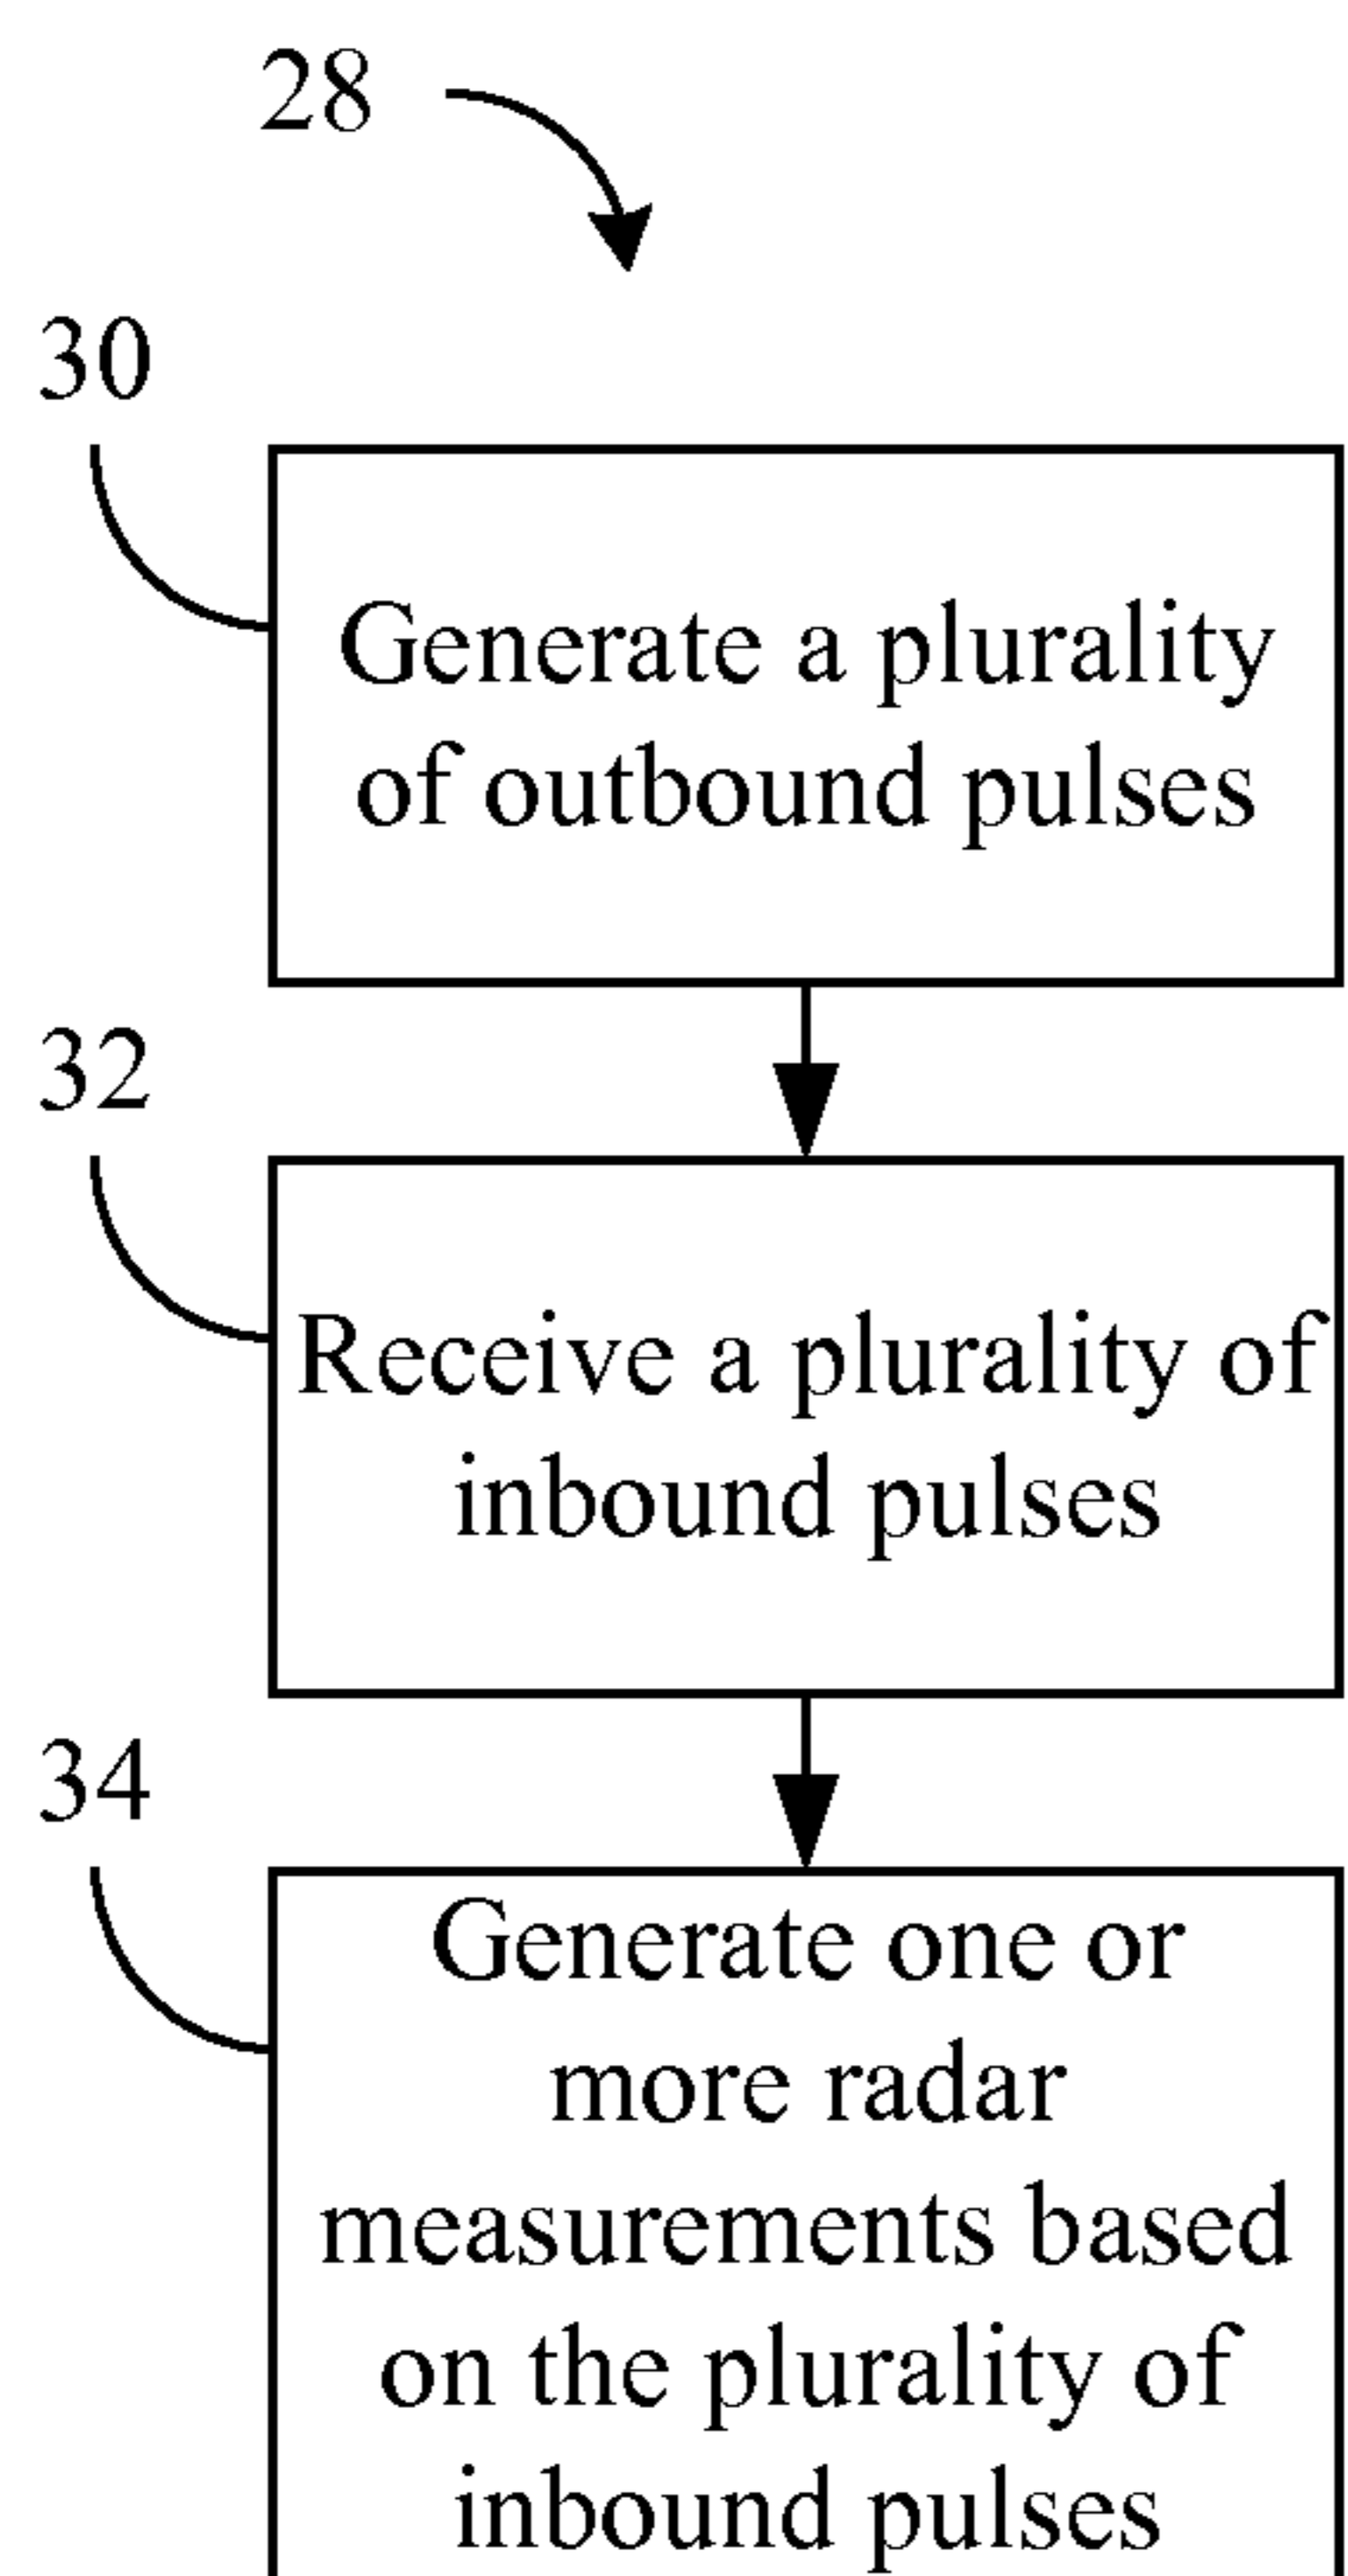 28
30
Generate a plurality
of outbound pulses
32
Receive a plurality of
inbound pulses
34
Generate one or
more radar
measurements based
on the plurality of
inbound pulses